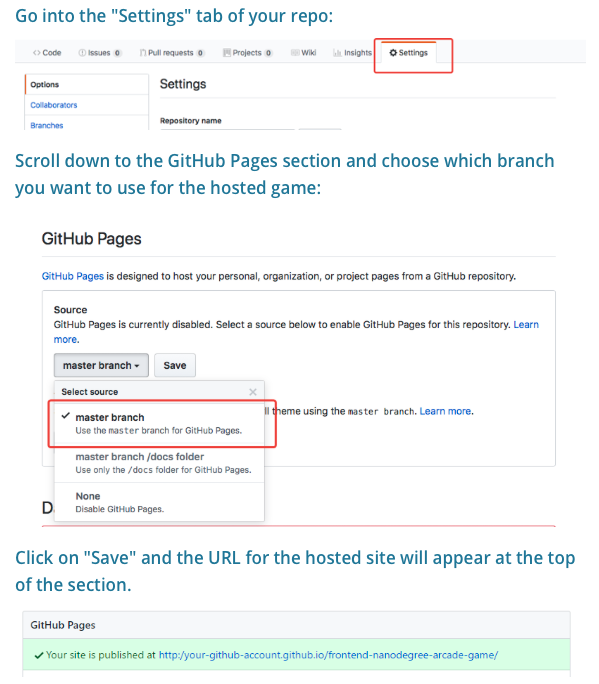 Go into the "Settings" tab of your repo:
Code Issues 0 Pull requests 0 Projects 0 Wiki Insights Settings
Options Settings
Collaborators
Repository name
Branches
Scroll down to the GitHub Pages section and choose which branch
you want to use for the hosted game:
GitHub Pages
GitHub Pages is designed to host your personal, organization, or project pages from a GitHub repository.
Source
GitHub Pages is currently disabled. Select a source below to enable GitHub Pages for this repository. Learn
more.
master branch Save
Select source
master branch
ll theme using the master branch. Learn more.
Use the master branch for GitHub Pages.
master branch /docs folder
Use only the /docs folder for GitHub Pages.
None
D
Disable GitHub Pages.
Click on "Save" and the URL for the hosted site will appear at the top
of the section.
GitHub Pages
Your site is published at http:/your-github-account.github.io/frontend-nanodegree-arcade-game/